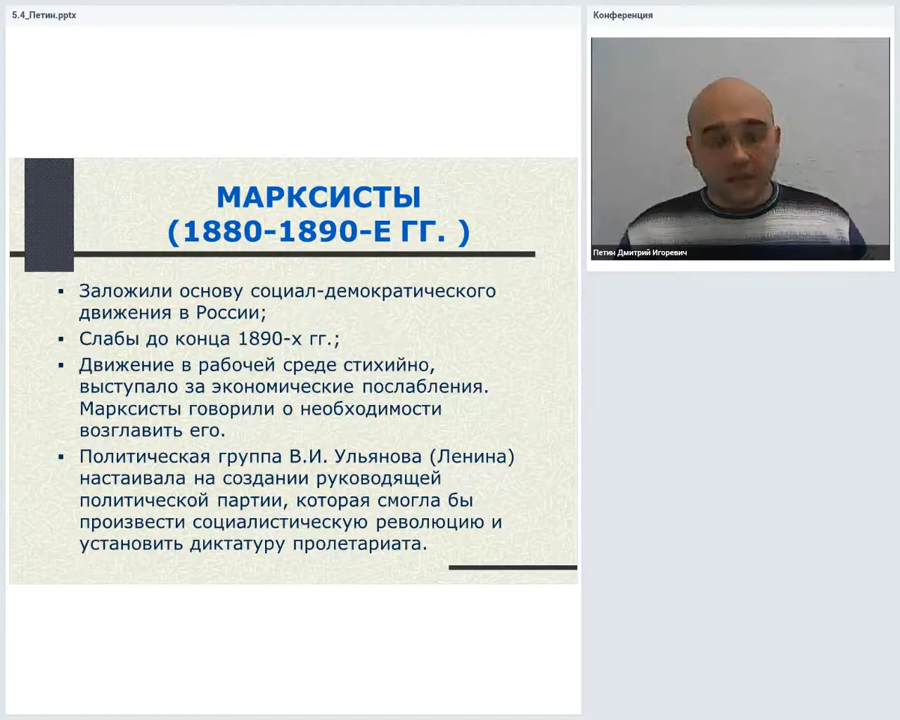 5.4_Петин.pptx
Конференция
МАРКСИСТЫ
(1880-1890-Е ГГ. )
▪ Заложили основу социал-демократического
движения в России;
▪ Слабы до конца 1890-х гг.;
▪ Движение в рабочей среде стихийно,
выступало за экономические послабления.
Марксисты говорили о необходимости
возглавить его.
▪ Политическая группа В.И. Ульянова (Ленина)
настаивала на создании руководящей
политической партии, которая смогла бы
произвести социалистическую революцию и
установить диктатуру пролетариата.
Петин Дмитрий Игоревич